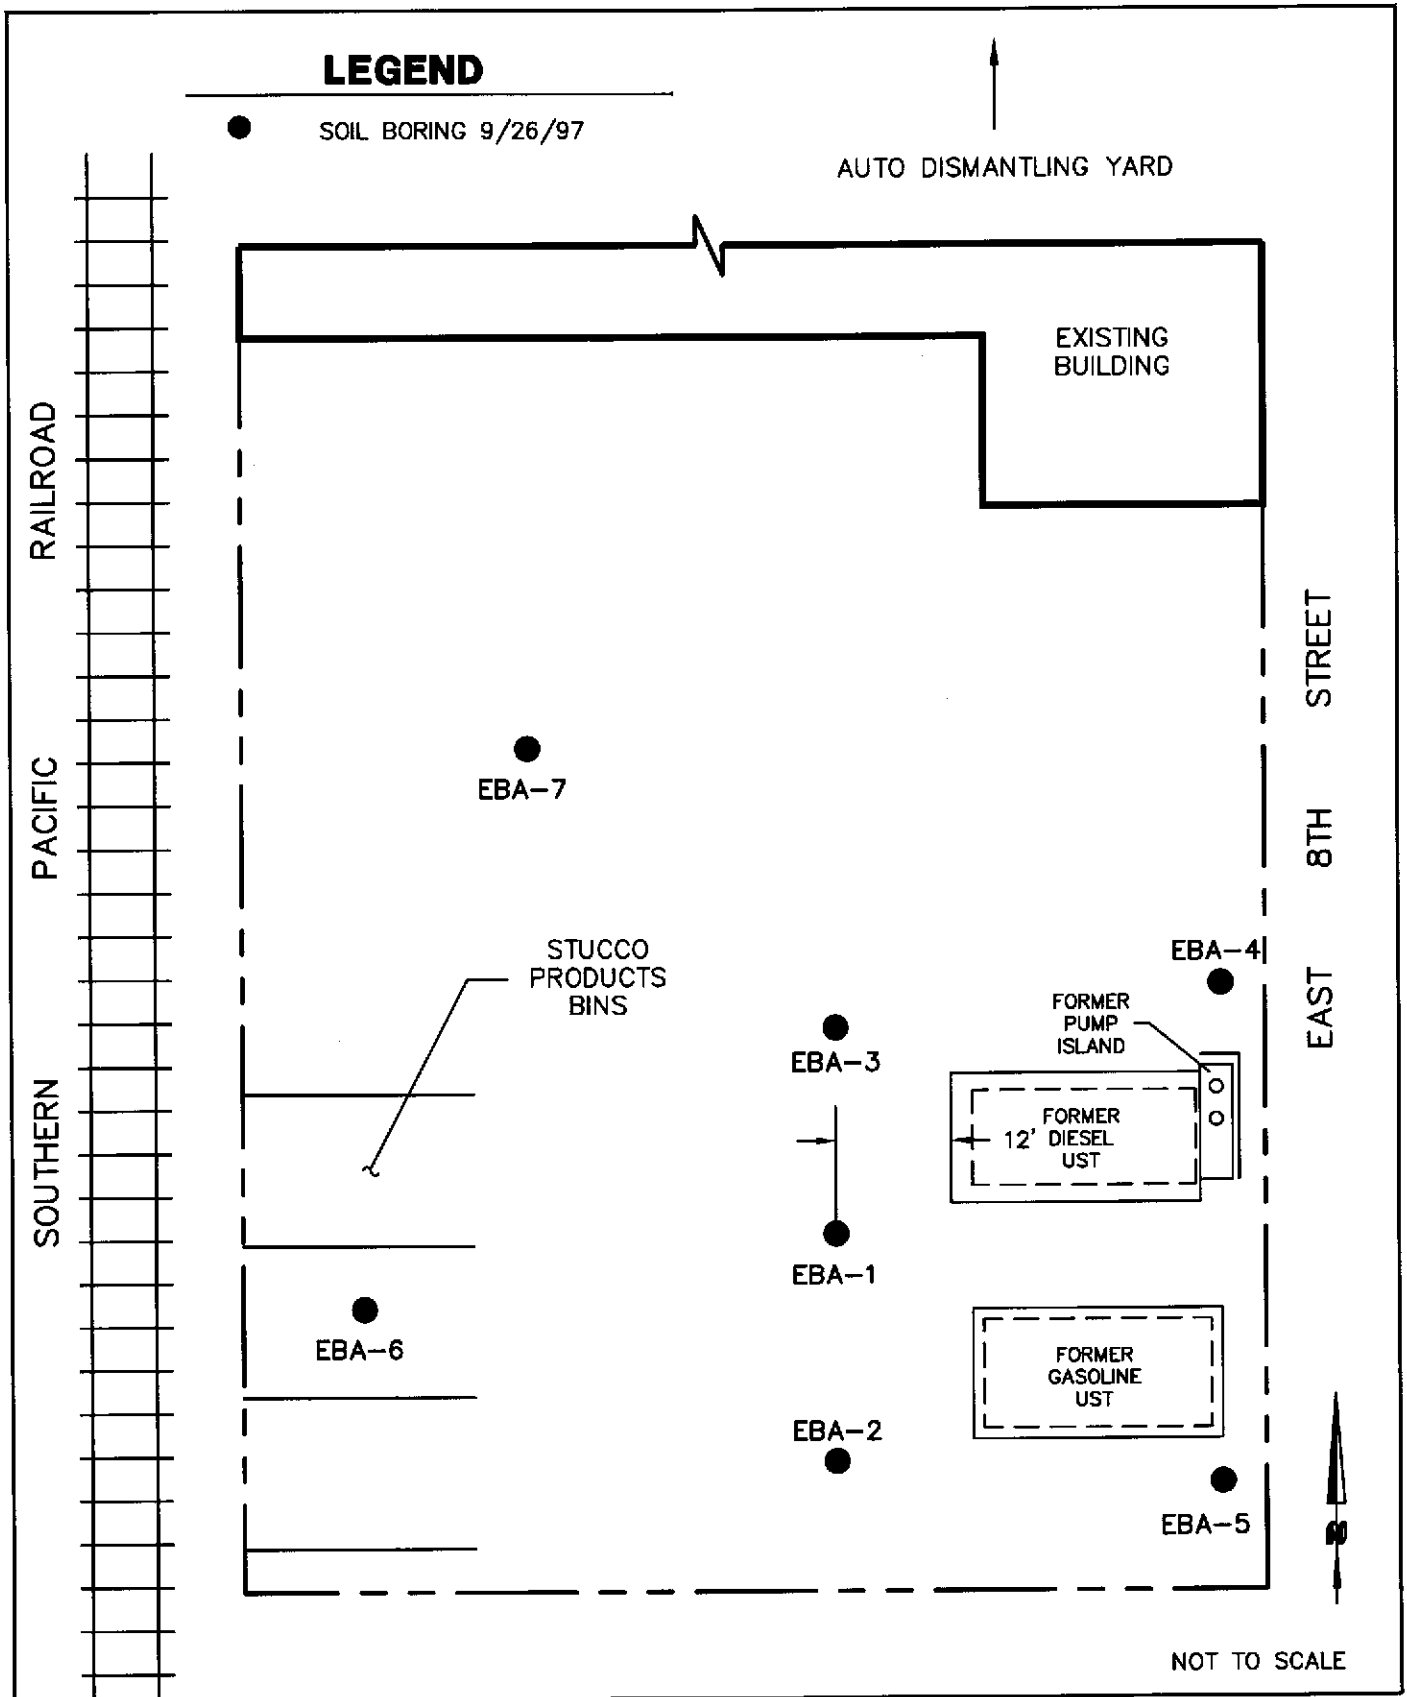 LEGEND
SOIL BORING 9/26/97
AUTO DISMANTLING YARD
EXISTING
BUILDING
SOUTHERN PACIFIC RAILROAD
EAST 8TH STREET
EBA-7
STUCCO
PRODUCTS
BINS
EBA-4
FORMER
PUMP
ISLAND
EBA-3
12'
FORMER
DIESEL
UST
EBA-1
EBA-6
FORMER
GASOLINE
UST
EBA-2
EBA-5
NOT TO SCALE